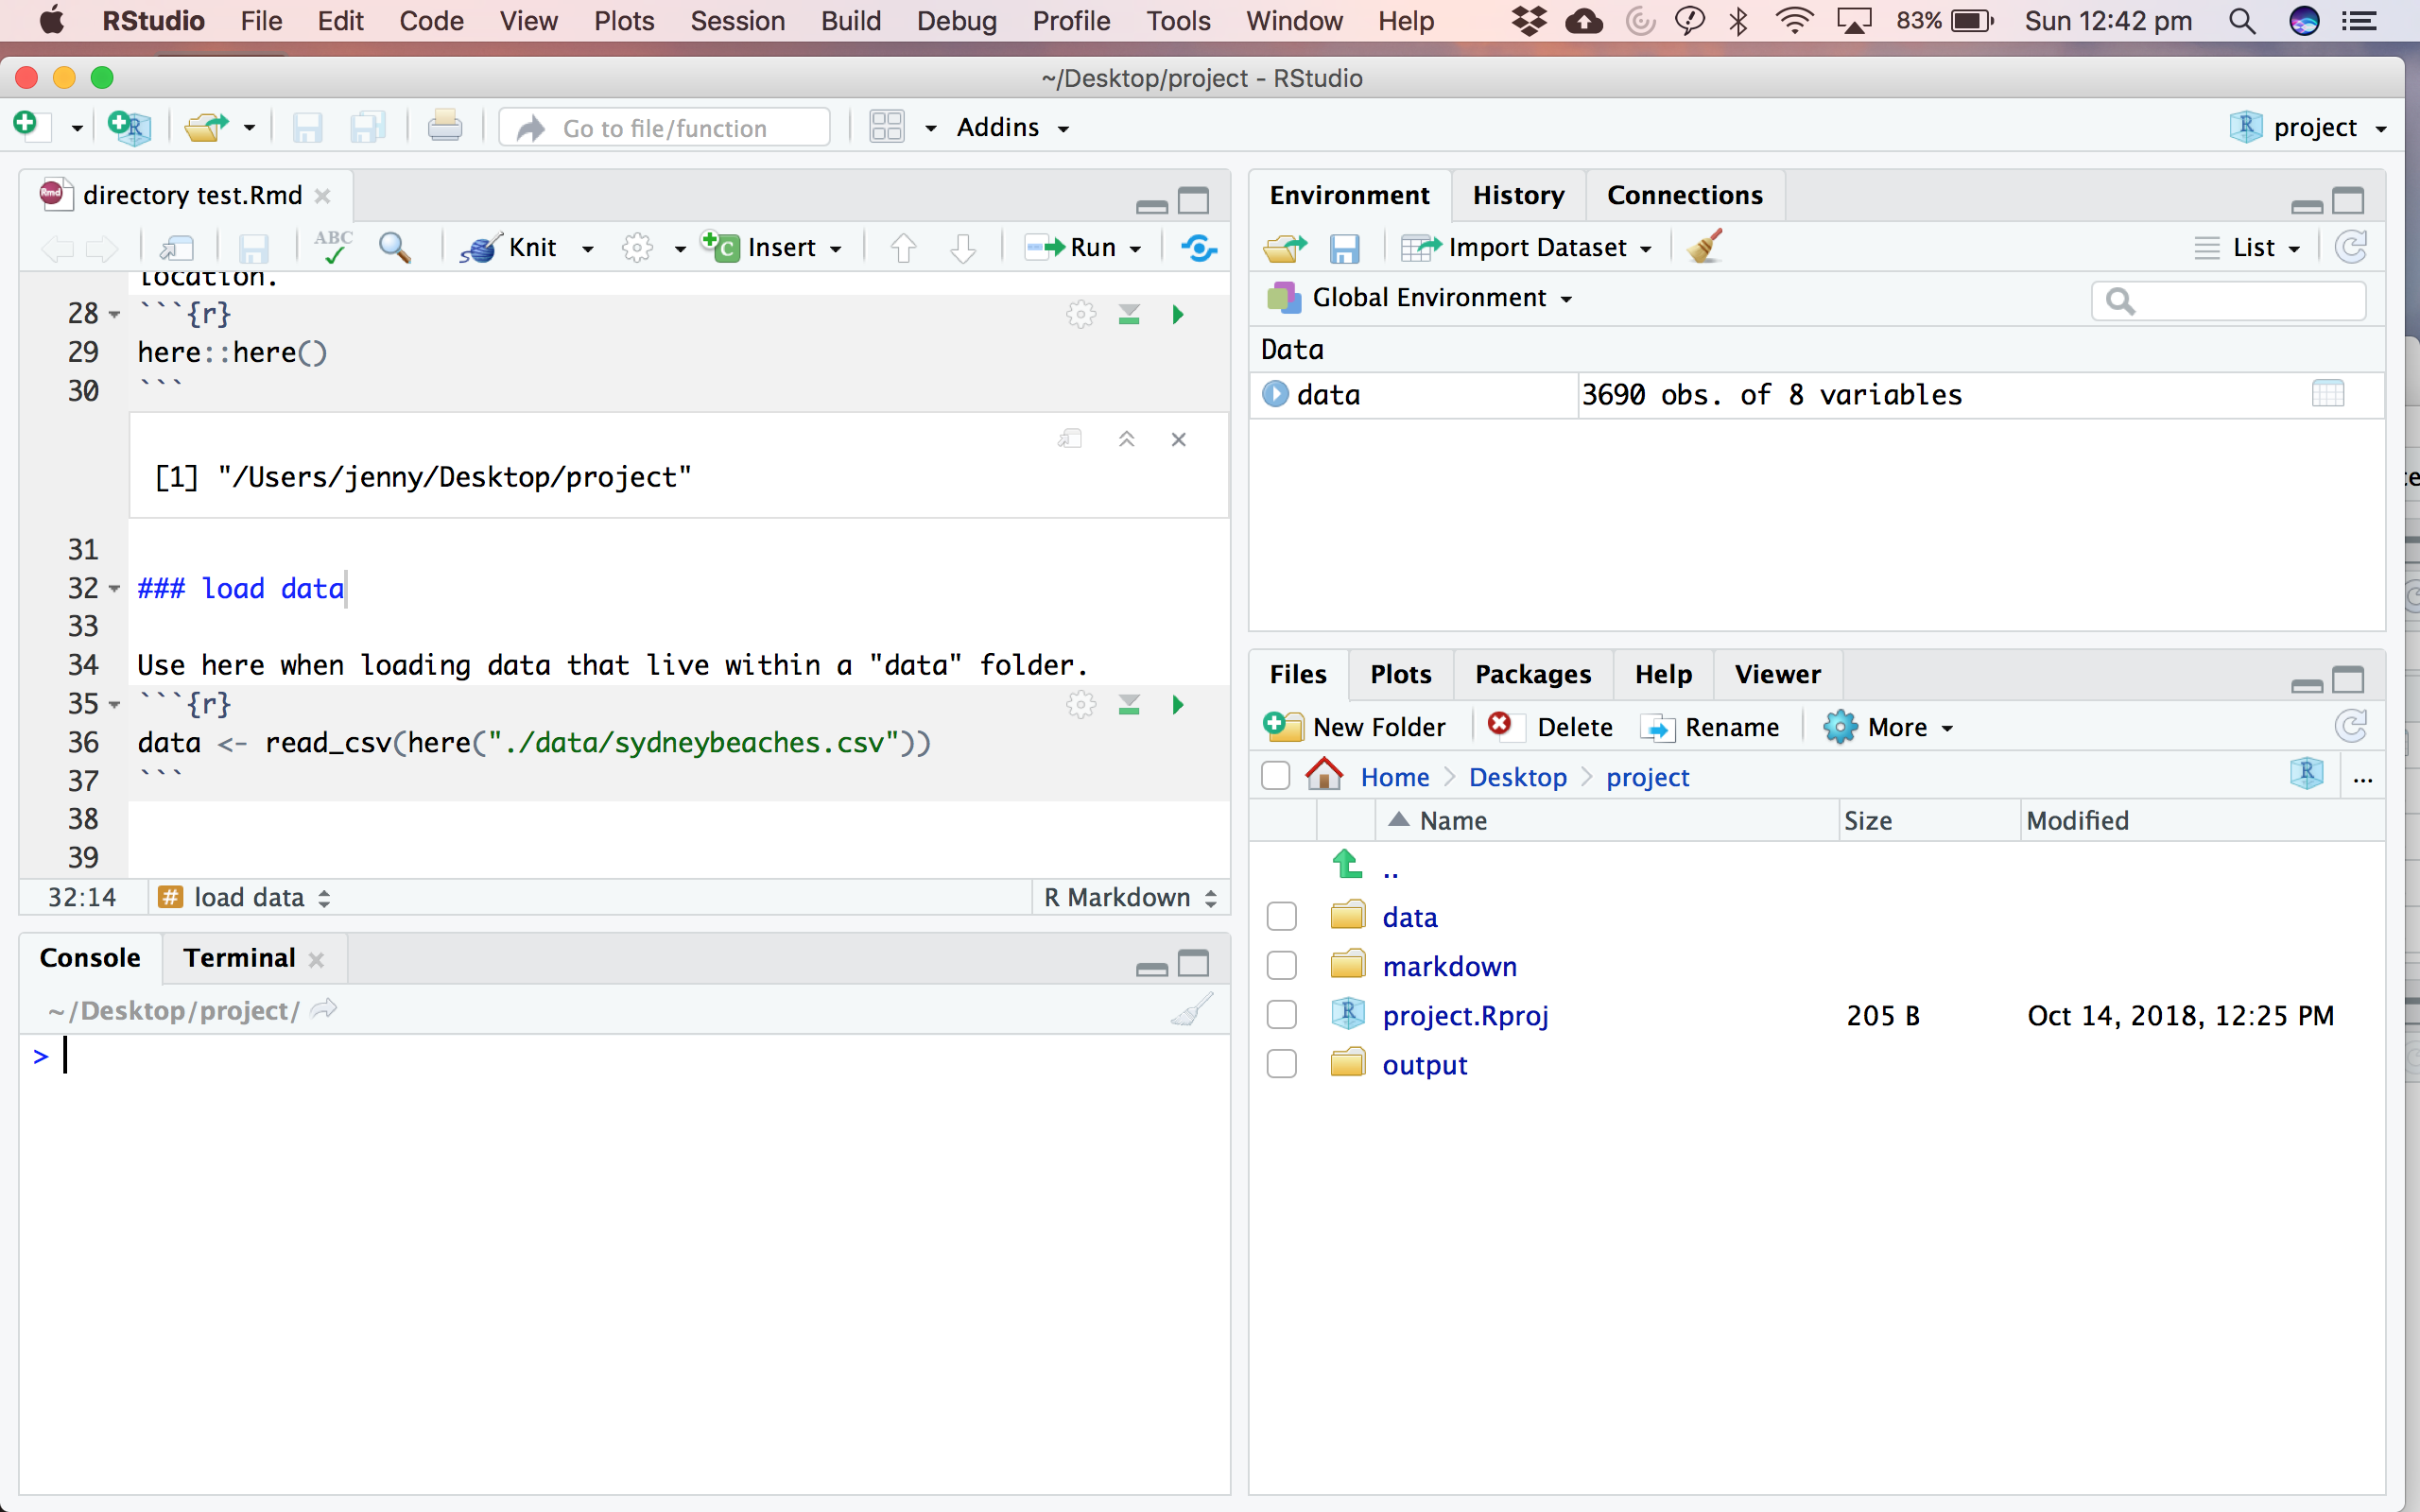 RStudio File Edit Code View Plots Session Build Debug Profile Tools Window Help 83% Sun 12:42 pm
~/Desktop/project - RStudio
Go to file/function Addins project
directory test.Rmd
ABC Knit Insert Run
location.
28 ```{r}
29 here::here()
30 ```
[1] "/Users/jenny/Desktop/project"
31
32 ### load data
33
34 Use here when loading data that live within a "data" folder.
35 ```{r}
36 data <- read_csv(here("./data/sydneybeaches.csv"))
37 ```
38
39
32:14 # load data R Markdown
Console Terminal
~/Desktop/project/
>
Environment History Connections
Import Dataset List
Global Environment
Data
data 3690 obs. of 8 variables
Files Plots Packages Help Viewer
New Folder Delete Rename More
Home Desktop project ...
Name Size Modified
..
data
markdown
project.Rproj 205 B Oct 14, 2018, 12:25 PM
output